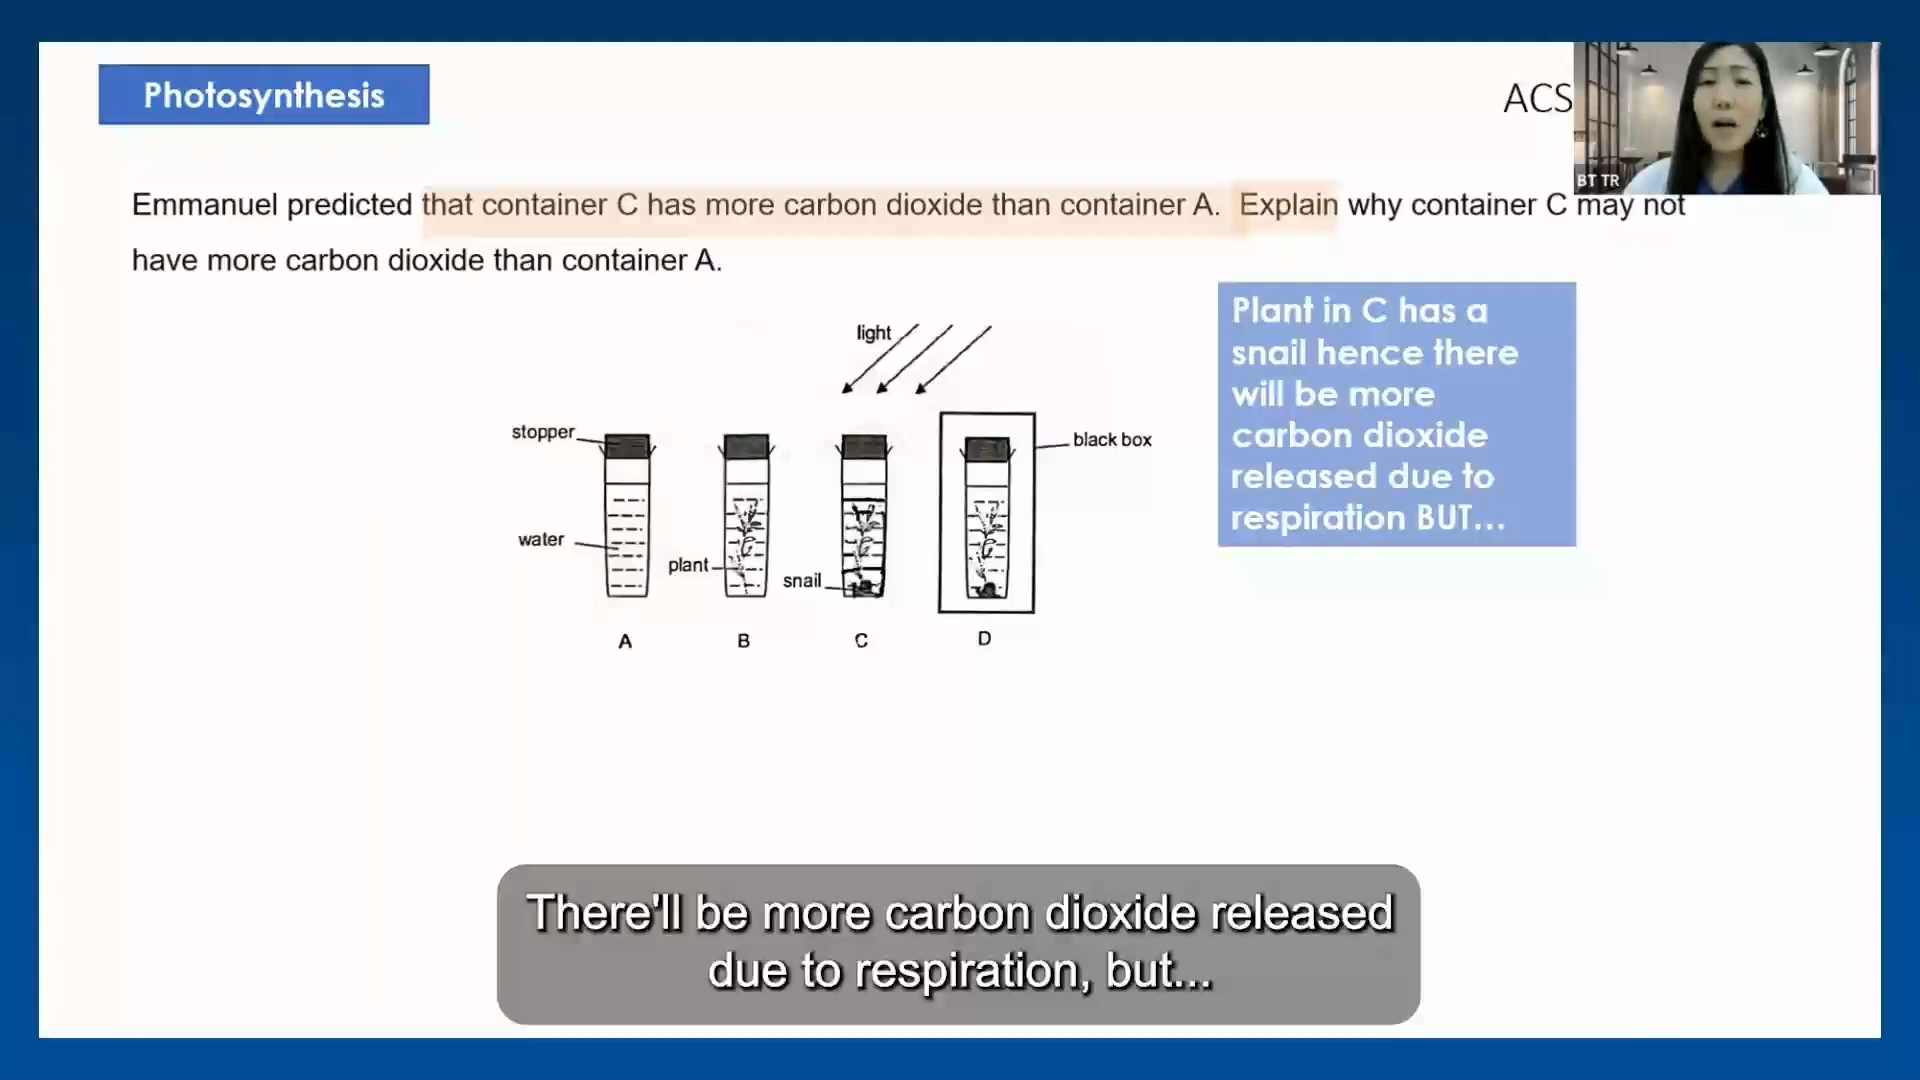 Photosynthesis
ACS
BT TR
Emmanuel predicted that container C has more carbon dioxide than container A. Explain why container C may not
have more carbon dioxide than container A.
Plant in C has a
snail hence there
will be more
carbon dioxide
released due to
respiration BUT...
light
stopper
black box
water
plant
snail
A
B
C
D
There'll be more carbon dioxide released
due to respiration, but...